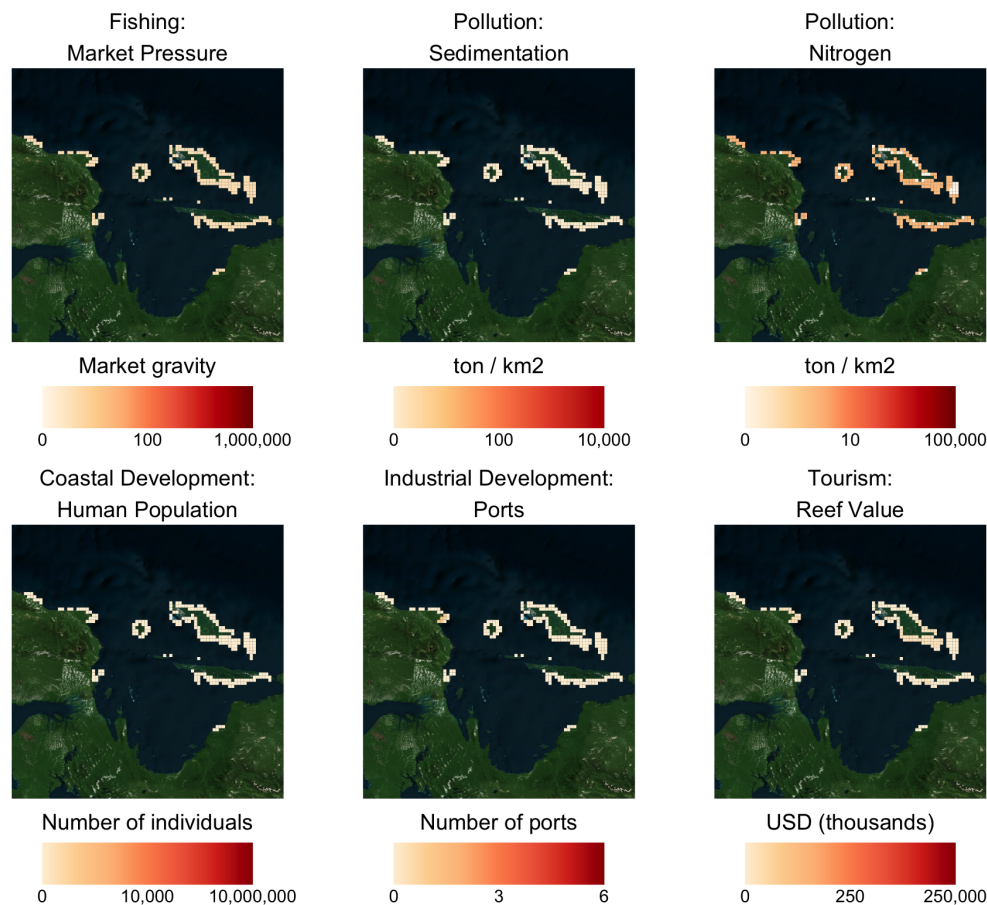 Fishing:
Market Pressure
Pollution:
Sedimentation
Pollution:
Nitrogen
Market gravity
0 100 1,000,000
ton / km2
0 100 10,000
ton / km2
0 10 100,000
Coastal Development:
Human Population
Industrial Development:
Ports
Tourism:
Reef Value
Number of individuals
0 10,000 10,000,000
Number of ports
0 3 6
USD (thousands)
0 250 250,000